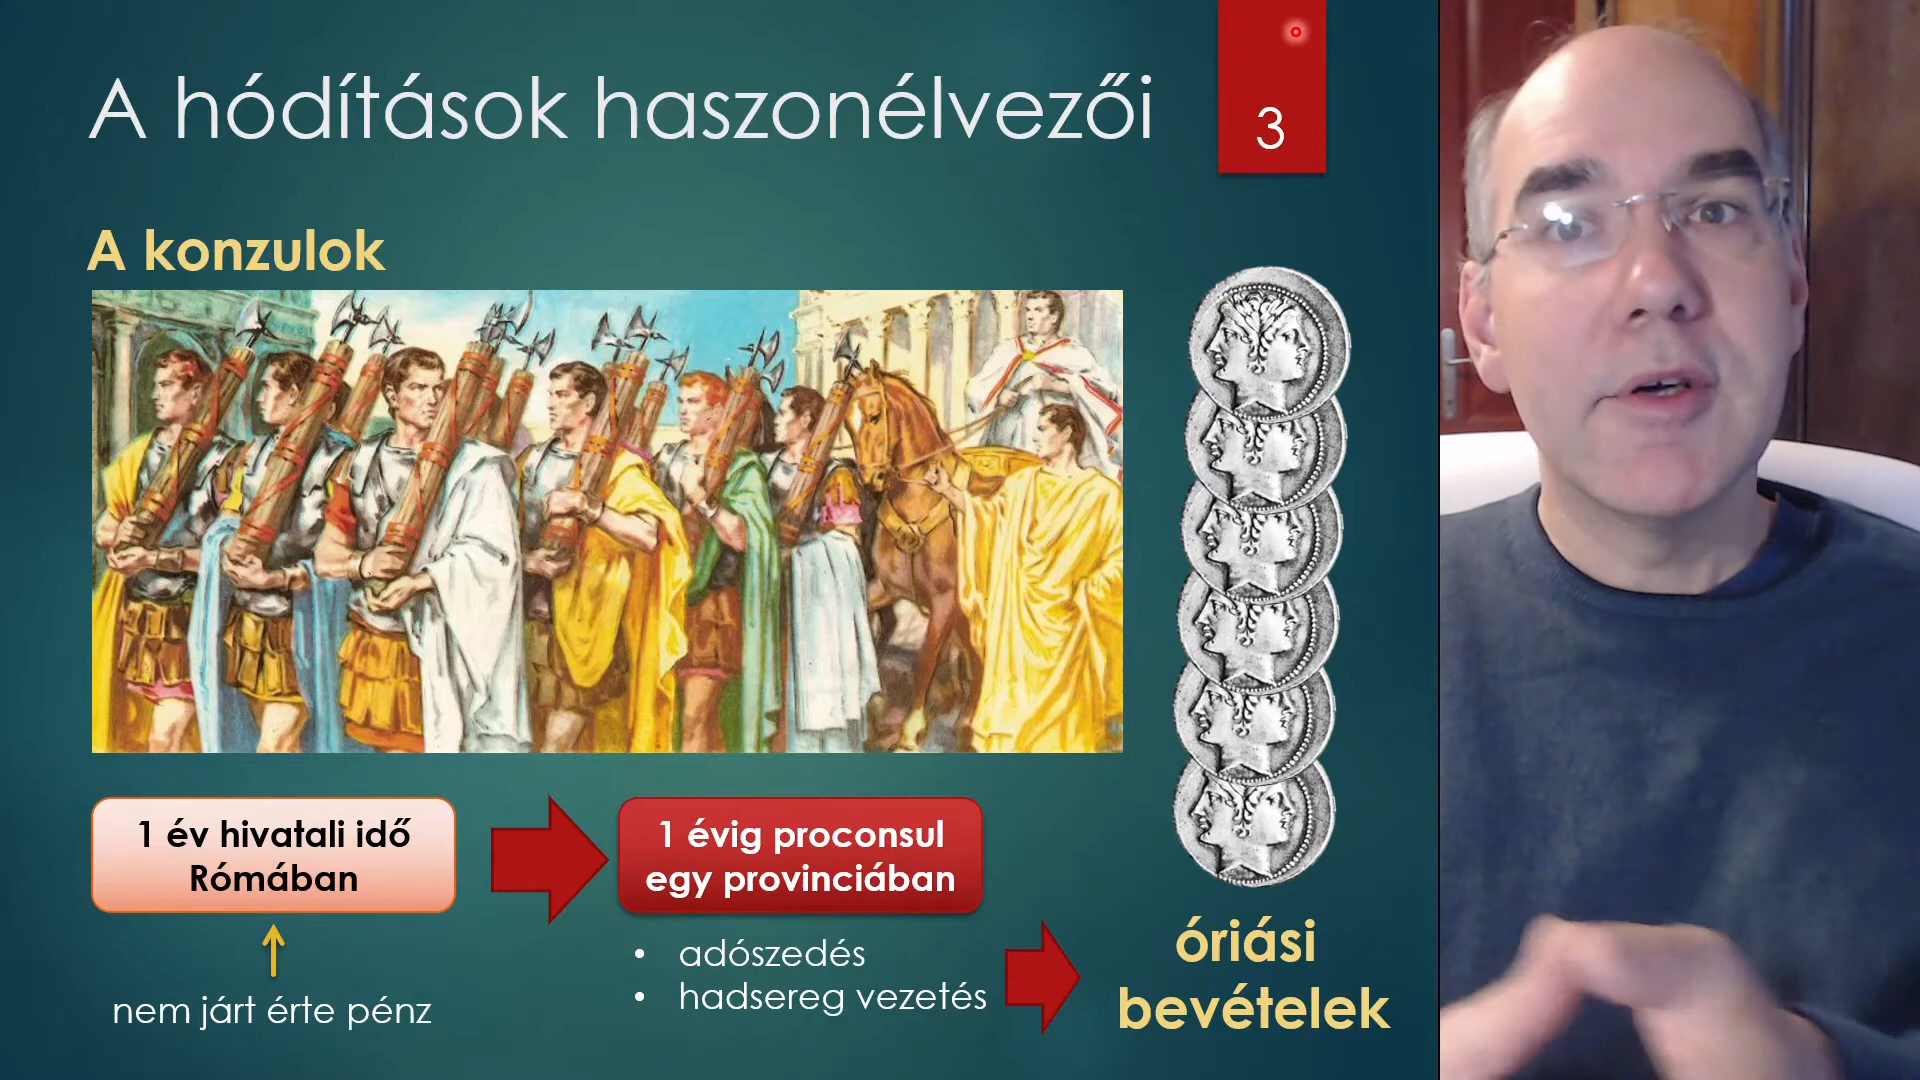 A hódítások haszonélvezői
3
A konzulok
1 év hivatali idő
Rómában
nem járt érte pénz
1 évig proconsul
egy provinciában
• adószedés
• hadsereg vezetés
óriási
bevételek